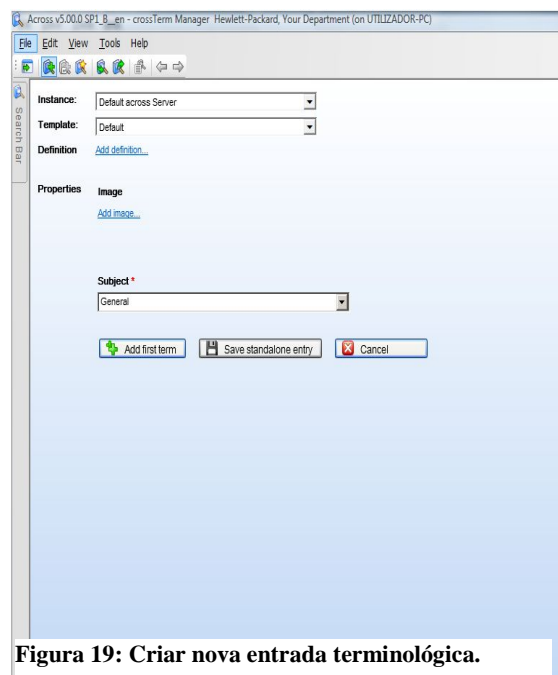 Across v5.00.0 SP1_B__en - crossTerm Manager Hewlett-Packard, Your Department (on UTILIZADOR-PC)
File Edit View Tools Help
Search Bar
Instance: Default across Server
Template: Default
Definition Add definition...
Properties Image
Add image...
Subject *
General
Add first term Save standalone entry Cancel
Figura 19: Criar nova entrada terminológica.